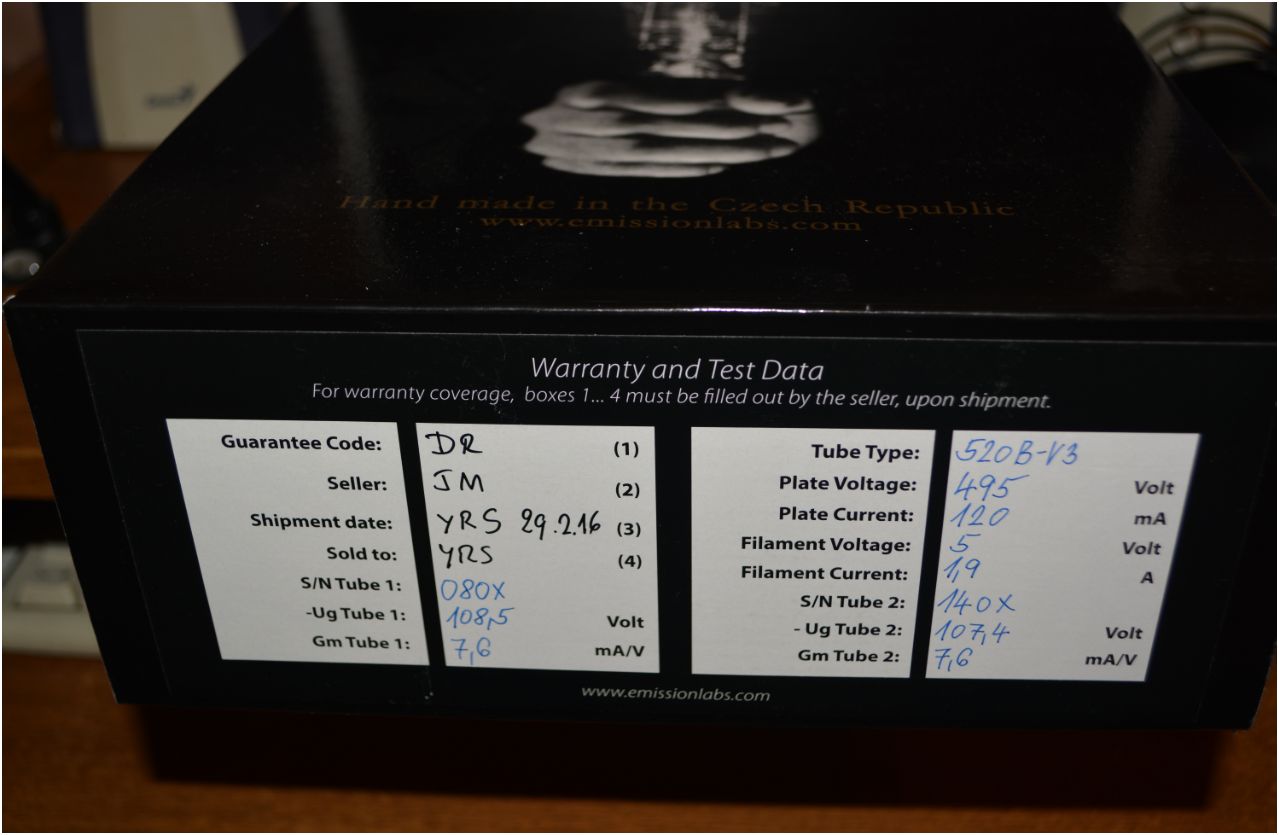 Hand made in the Czech Republic
www.emissionlabs.com
Warranty and Test Data
For warranty coverage, boxes 1... 4 must be filled out by the seller, upon shipment.
Guarantee Code: DR (1)
Seller: JM (2)
Shipment date: YRS 29.2.16 (3)
Sold to: YRS (4)
S/N Tube 1: 080X
-Ug Tube 1: 108,5 Volt
Gm Tube 1: 7,6 mA/V
Tube Type: 520B-V3
Plate Voltage: 495 Volt
Plate Current: 120 mA
Filament Voltage: 5 Volt
Filament Current: 1,9 A
S/N Tube 2: 140X
- Ug Tube 2: 107,4 Volt
Gm Tube 2: 7,6 mA/V
www.emissionlabs.com